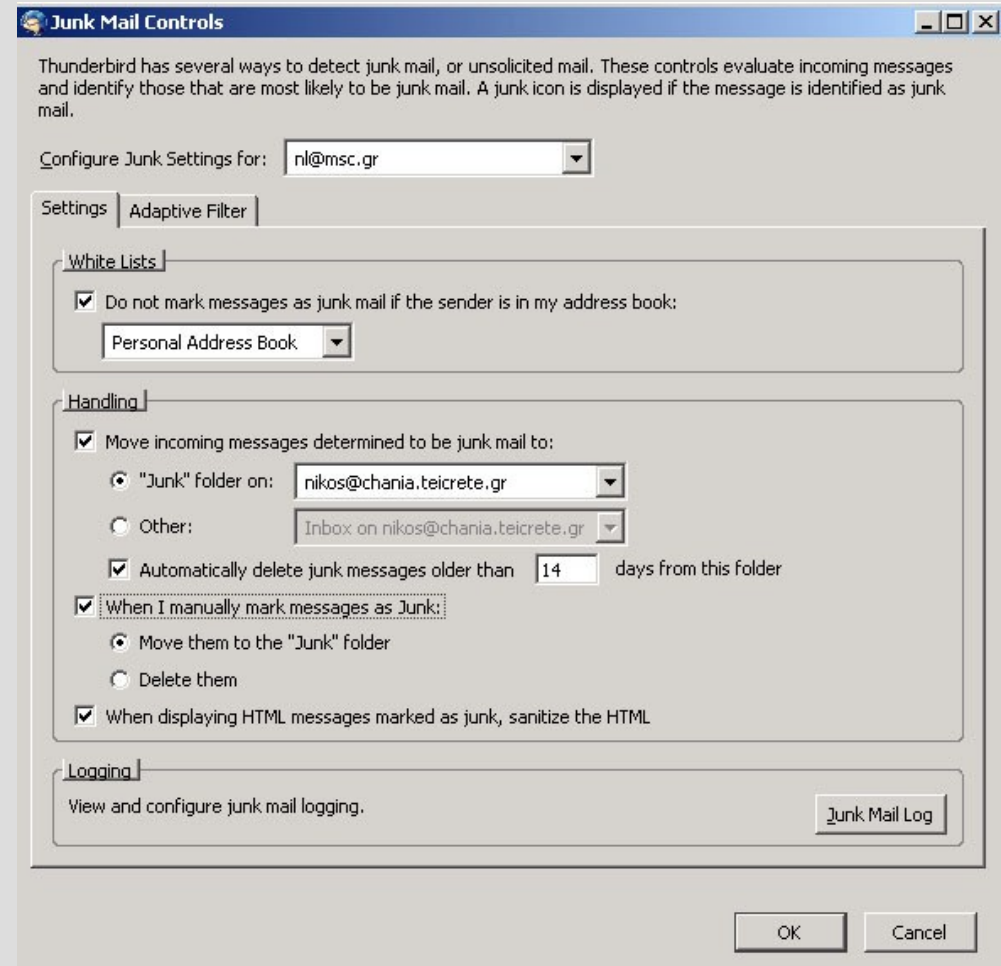 Junk Mail Controls
Thunderbird has several ways to detect junk mail, or unsolicited mail. These controls evaluate incoming messages
and identify those that are most likely to be junk mail. A junk icon is displayed if the message is identified as junk
mail.
Configure Junk Settings for: nl@msc.gr
Settings Adaptive Filter
White Lists
Do not mark messages as junk mail if the sender is in my address book:
Personal Address Book
Handling
Move incoming messages determined to be junk mail to:
"Junk" folder on: nikos@chania.teicrete.gr
Other: Inbox on nikos@chania.teicrete.gr
Automatically delete junk messages older than 14 days from this folder
When I manually mark messages as Junk:
Move them to the "Junk" folder
Delete them
When displaying HTML messages marked as junk, sanitize the HTML
Logging
View and configure junk mail logging.
Junk Mail Log
OK Cancel